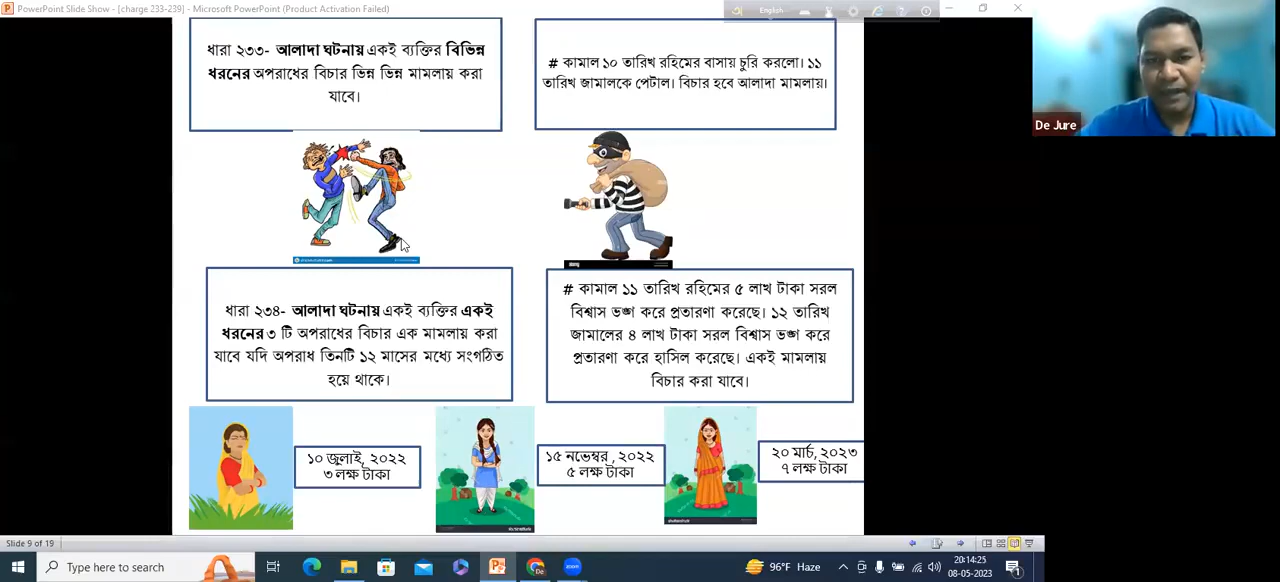 PowerPoint Slide Show - [charge 233-239] - Microsoft PowerPoint (Product Activation Failed)
English
ধারা ২৩৩- আলাদা ঘটনায় একই ব্যক্তির বিভিন্ন
ধরনের অপরাধের বিচার ভিন্ন ভিন্ন মামলায় করা
যাবে।
# কামাল ১০ তারিখ রহিমের বাসায় চুরি করলো। ১১
তারিখ জামালকে পেটাল। বিচার হবে আলাদা মামলায়।
De Jure
ধারা ২৩৪- আলাদা ঘটনায় একই ব্যক্তির একই
ধরনের ৩ টি অপরাধের বিচার এক মামলায় করা
যাবে যদি অপরাধ তিনটি ১২ মাসের মধ্যে সংগঠিত
হয়ে থাকে।
# কামাল ১১ তারিখ রহিমের ৫ লাখ টাকা সরল
বিশ্বাস ভঙ্গ করে প্রতারণা করেছে। ১২ তারিখ
জামালের ৪ লাখ টাকা সরল বিশ্বাস ভঙ্গ করে
প্রতারণা করে হাসিল করেছে। একই মামলায়
বিচার করা যাবে।
১০ জুলাই, ২০২২
৩ লক্ষ টাকা
১৫ নভেম্বর , ২০২২
৫ লক্ষ টাকা
২০ মার্চ, ২০২৩
৭ লক্ষ টাকা
Slide 9 of 19
Type here to search
96°F Haze
20:14:25
08-05-2023